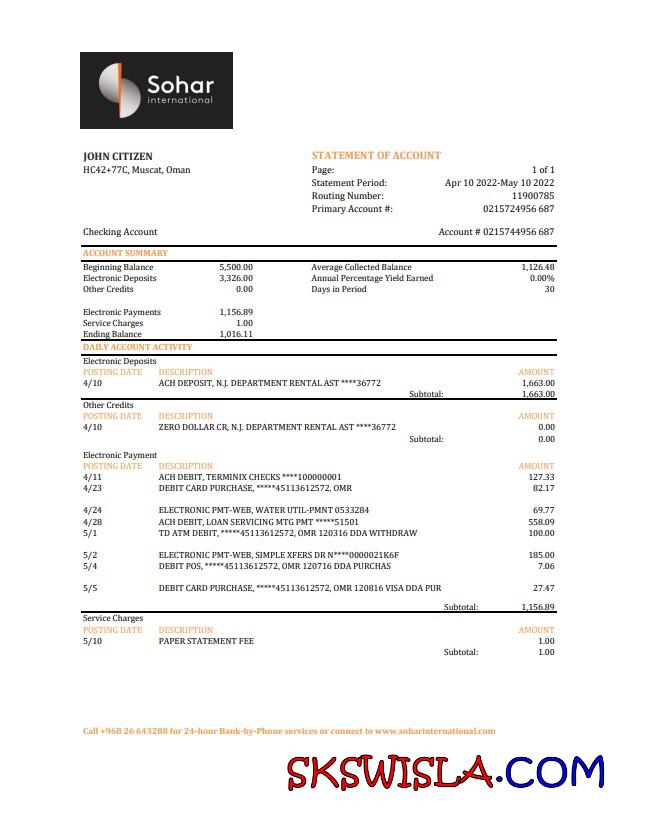 Sohar
international
JOHN CITIZEN
HC42+77C, Muscat, Oman
STATEMENT OF ACCOUNT
Page: 1 of 1
Statement Period: Apr 10 2022-May 10 2022
Routing Number: 11900785
Primary Account #: 0215724956 687
Checking Account Account # 0215744956 687
ACCOUNT SUMMARY
Beginning Balance 5,500.00 Average Collected Balance 1,126.48
Electronic Deposits 3,326.00 Annual Percentage Yield Earned 0.00%
Other Credits 0.00 Days in Period 30
Electronic Payments 1,156.89
Service Charges 1.00
Ending Balance 1,016.11
DAILY ACCOUNT ACTIVITY
Electronic Deposits
POSTING DATE DESCRIPTION AMOUNT
4/10 ACH DEPOSIT, N.J. DEPARTMENT RENTAL AST ****36772 1,663.00
Subtotal: 1,663.00
Other Credits
POSTING DATE DESCRIPTION AMOUNT
4/10 ZERO DOLLAR CR, N.J. DEPARTMENT RENTAL AST ****36772 0.00
Subtotal: 0.00
Electronic Payment
POSTING DATE DESCRIPTION AMOUNT
4/11 ACH DEBIT, TERMINIX CHECKS ****100000001 127.33
4/23 DEBIT CARD PURCHASE, *****45113612572, OMR 82.17
4/24 ELECTRONIC PMT-WEB, WATER UTIL-PMNT 0533284 69.77
4/28 ACH DEBIT, LOAN SERVICING MTG PMT *****51501 558.09
5/1 TD ATM DEBIT, *****45113612572, OMR 120316 DDA WITHDRAW 100.00
5/2 ELECTRONIC PMT-WEB, SIMPLE XFERS DR N****0000021K6F 185.00
5/4 DEBIT POS, *****45113612572, OMR 120716 DDA PURCHAS 7.06
5/5 DEBIT CARD PURCHASE, *****45113612572, OMR 120816 VISA DDA PUR 27.47
Subtotal: 1,156.89
Service Charges
POSTING DATE DESCRIPTION AMOUNT
5/10 PAPER STATEMENT FEE 1.00
Subtotal: 1.00
Call +968 26 643288 for 24-hour Bank-by-Phone services or connect to www.soharinternational.com
SKSWISLA.COM